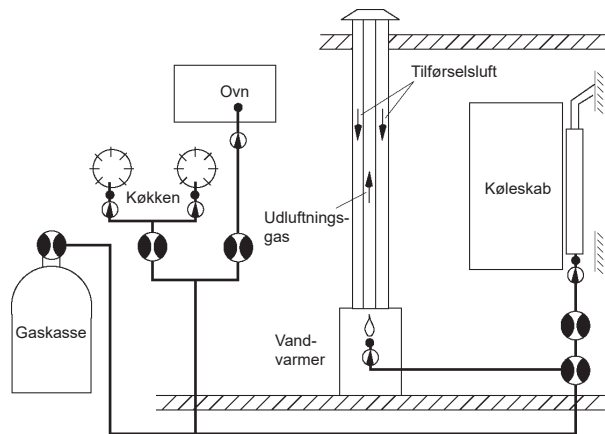 Tilførselsluft
Ovn
Køkken
Køleskab
Udluftnings-
gas
Gaskasse
Vand-
varmer